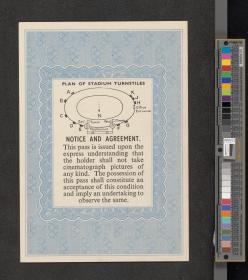 PLAN OF STADIUM TURNSTILES
A
K
B
J
H
Office
Entrance
C
N
D
E
NOTICE AND AGREEMENT.
This pass is issued upon the
express understanding that
the holder shall not take
cinematograph pictures of
any kind. The possession of
this pass shall constitute an
acceptance of this condition
and imply an undertaking to
observe the same.